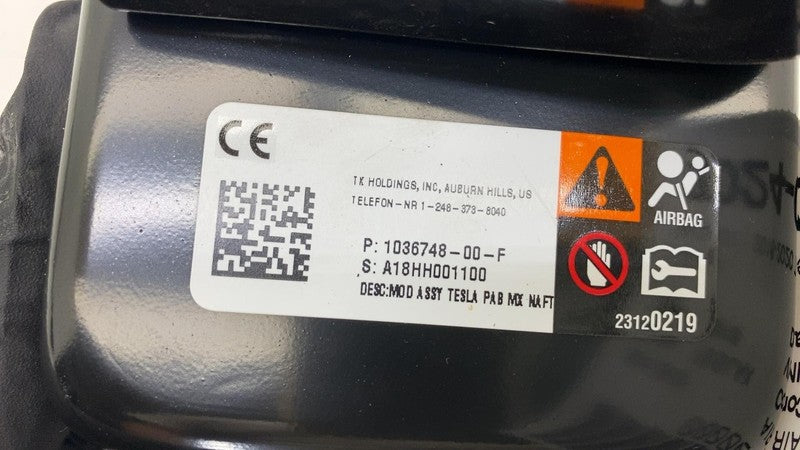 CE
TK HOLDINGS, INC, AUBURN HILLS, US
TELEFON-NR 1-248-373-8040
P: 1036748-00-F
S: A18HH001100
DESC:MOD ASSY TESLA PAB MX NAFT
AIRBAG
23120219